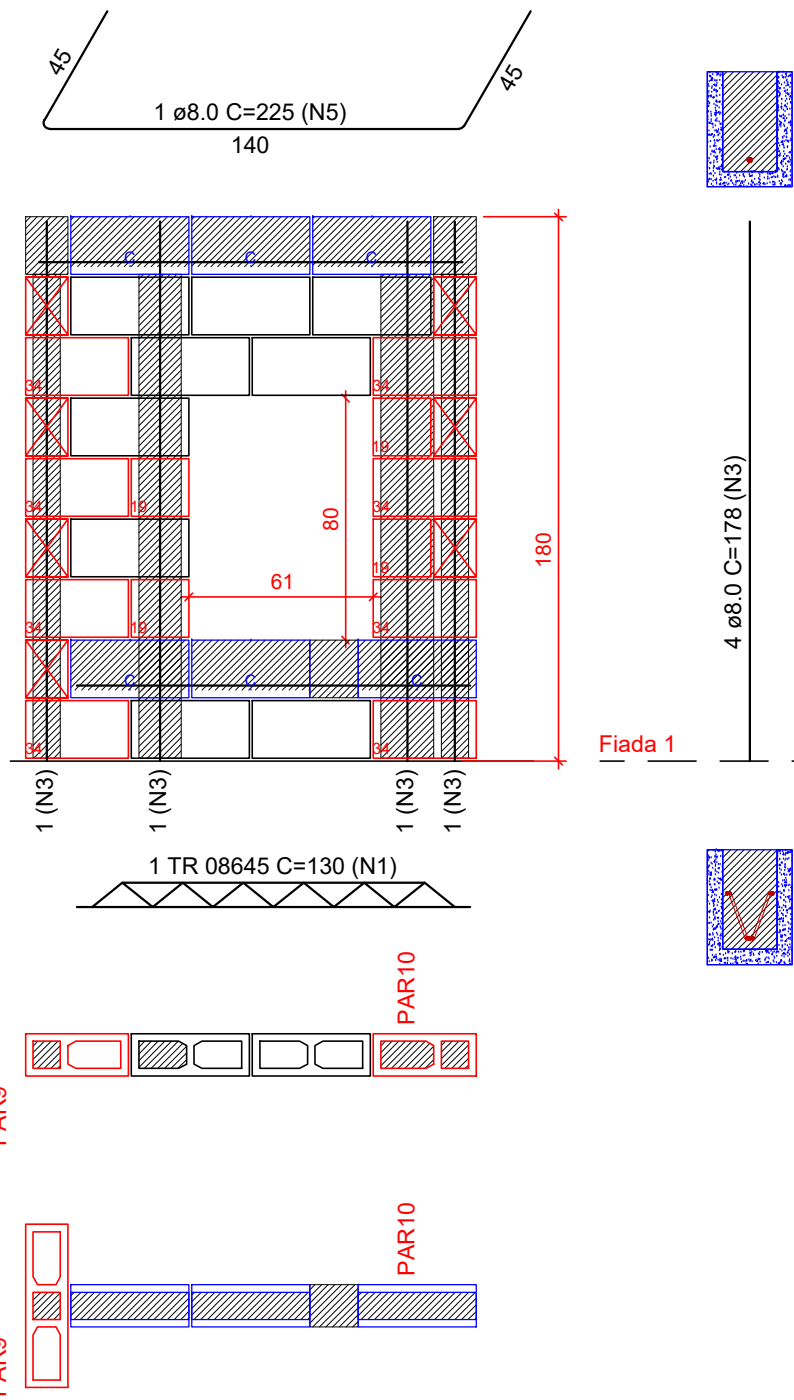 45
45
1 ø8.0 C=225 (N5)
140
C C C
34 34
19
34 19 34
19
34 19 34
C C C
34 34
80
61
180
4 ø8.0 C=178 (N3)
Fiada 1
1 (N3) 1 (N3) 1 (N3) 1 (N3)
1 TR 08645 C=130 (N1)
PAR10
PAR9
PAR10
PAR9